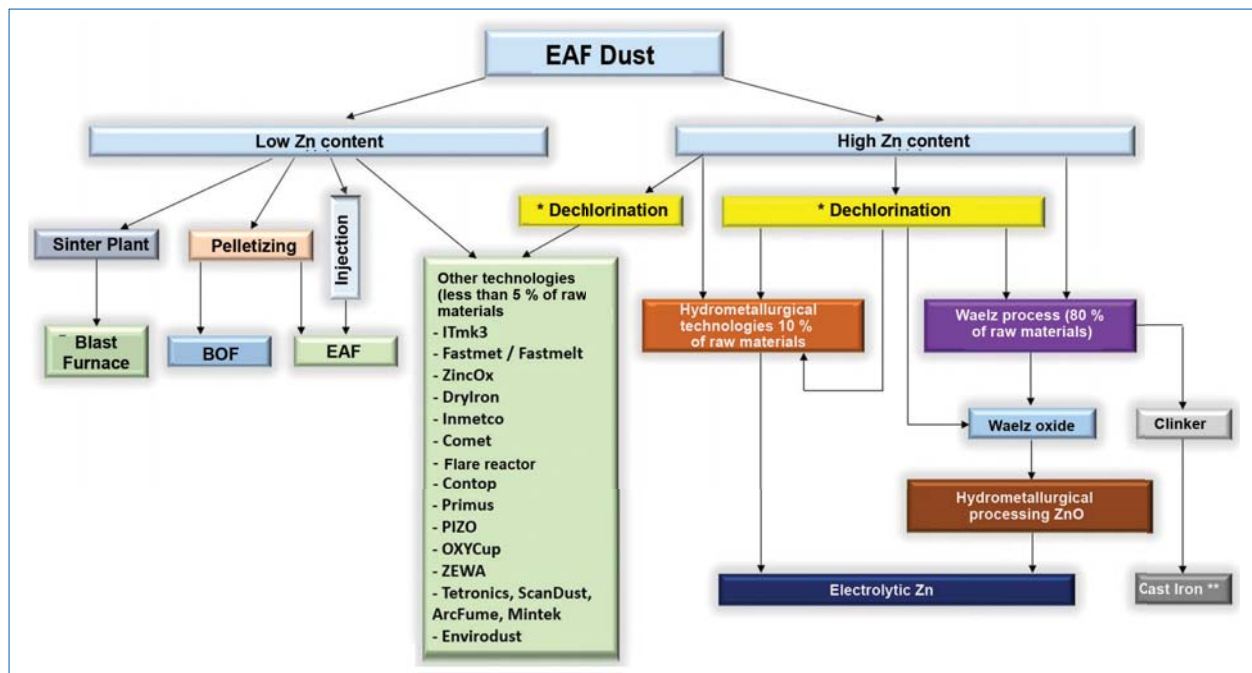 EAF Dust
Low Zn content
High Zn content
* Dechlorination
* Dechlorination
Sinter Plant
Pelletizing
Injection
Blast
Furnace
BOF
EAF
Other technologies
(less than 5 % of raw
materials
- ITmk3
- Fastmet / Fastmelt
- ZincOx
- DryIron
- Inmetco
- Comet
- Flare reactor
- Contop
- Primus
- PIZO
- OXYCup
- ZEWA
- Tetronics, ScanDust,
ArcFume, Mintek
- Envirodust
Hydrometallurgical
technologies 10 %
of raw materials
Waelz process (80 %
of raw materials)
Waelz oxide
Clinker
Hydrometallurgical
processing ZnO
Electrolytic Zn
Cast Iron **